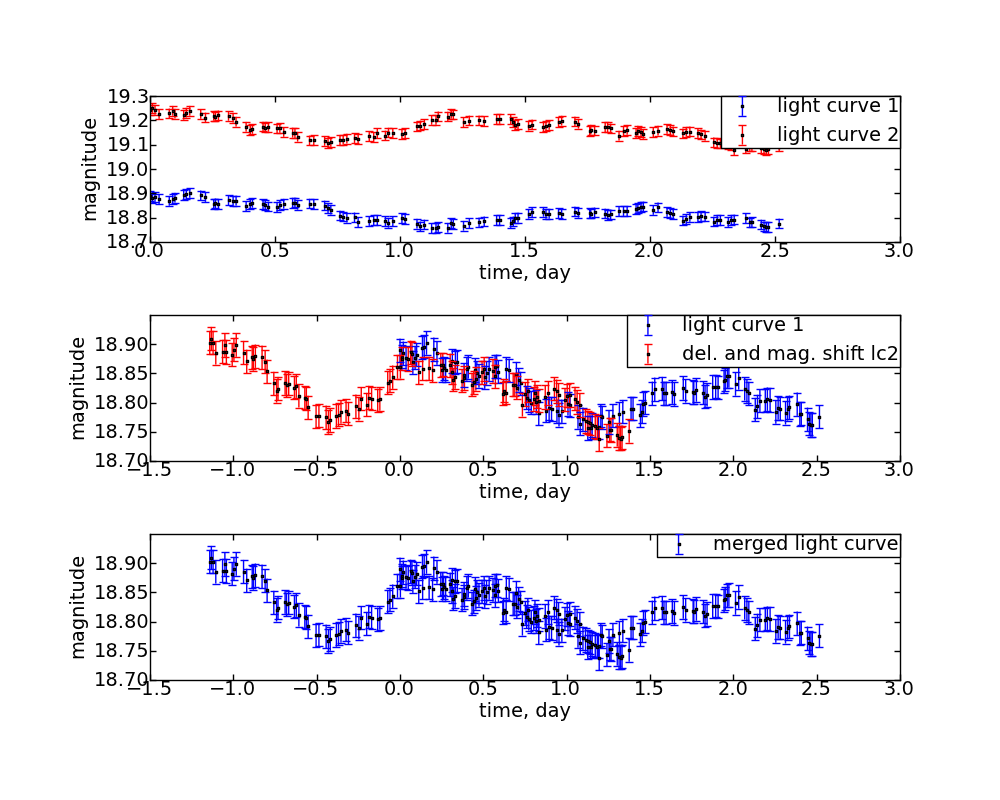 19.3
19.2
19.1
19.0
18.9
18.8
18.7
magnitude
light curve 1
light curve 2
0.0 0.5 1.0 1.5 2.0 2.5 3.0
time, day
18.90
18.85
18.80
18.75
18.70
magnitude
light curve 1
del. and mag. shift lc2
−1.5 −1.0 −0.5 0.0 0.5 1.0 1.5 2.0 2.5 3.0
time, day
18.90
18.85
18.80
18.75
18.70
magnitude
merged light curve
−1.5 −1.0 −0.5 0.0 0.5 1.0 1.5 2.0 2.5 3.0
time, day